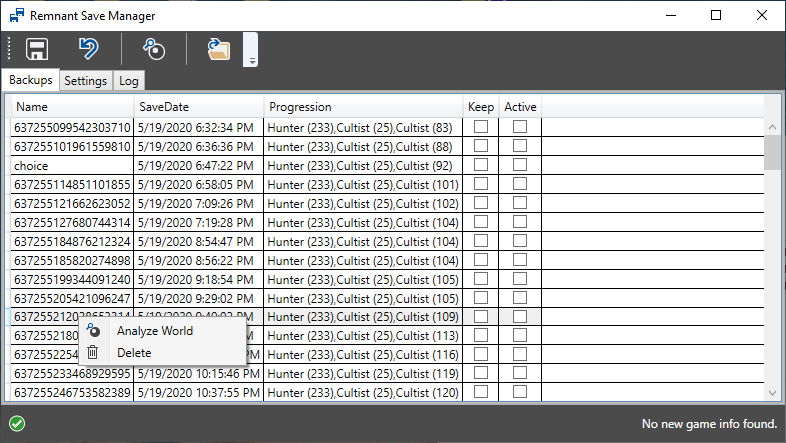 Remnant Save Manager
Backups Settings Log
Name SaveDate Progression Keep Active
637255099542303710 5/19/2020 6:32:34 PM Hunter (233),Cultist (25),Cultist (83)
637255101961559810 5/19/2020 6:36:36 PM Hunter (233),Cultist (25),Cultist (88)
choice 5/19/2020 6:47:22 PM Hunter (233),Cultist (25),Cultist (92)
637255114851101855 5/19/2020 6:58:05 PM Hunter (233),Cultist (25),Cultist (101)
637255121662623052 5/19/2020 7:09:26 PM Hunter (233),Cultist (25),Cultist (102)
637255127680744314 5/19/2020 7:19:28 PM Hunter (233),Cultist (25),Cultist (104)
637255184876212324 5/19/2020 8:54:47 PM Hunter (233),Cultist (25),Cultist (104)
637255185820274898 5/19/2020 8:56:22 PM Hunter (233),Cultist (25),Cultist (104)
637255199344091240 5/19/2020 9:18:54 PM Hunter (233),Cultist (25),Cultist (105)
637255205421096247 5/19/2020 9:29:02 PM Hunter (233),Cultist (25),Cultist (105)
Hunter (233),Cultist (25),Cultist (109)
Analyze World
637255218 Hunter (233),Cultist (25),Cultist (113)
Delete
6372552254 PM Hunter (233),Cultist (25),Cultist (116)
637255233468929595 5/19/2020 10:15:46 PM Hunter (233),Cultist (25),Cultist (119)
637255246753582389 5/19/2020 10:37:55 PM Hunter (233),Cultist (25),Cultist (120)
No new game info found.